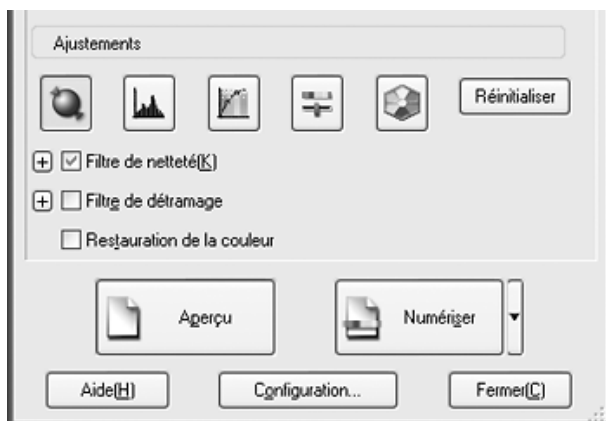 Ajustements
Réinitialiser
Filtre de netteté(K)
Filtre de détramage
Restauration de la couleur
Aperçu
Numériser
Aide(H)
Configuration...
Fermer(C)